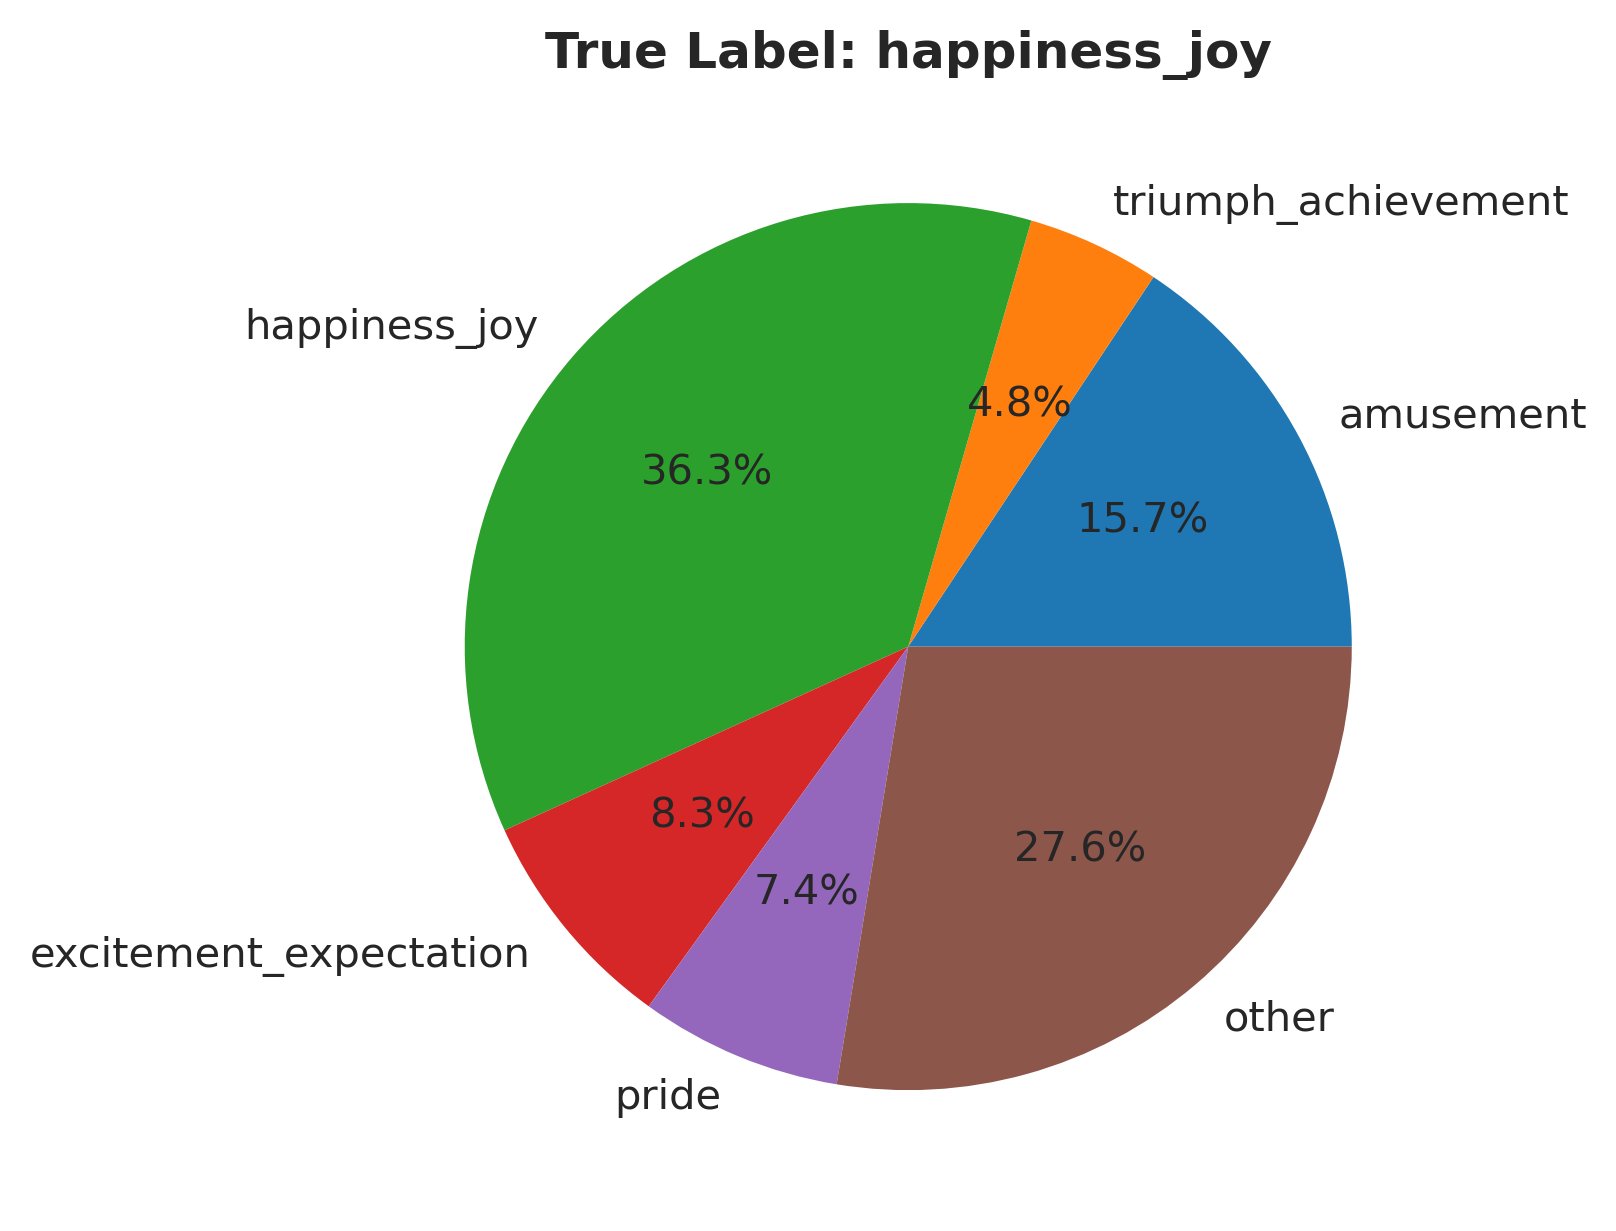 True Label: happiness_joy
triumph_achievement
happiness_joy
amusement
4.8%
36.3%
15.7%
8.3%
27.6%
7.4%
excitement_expectation
other
pride